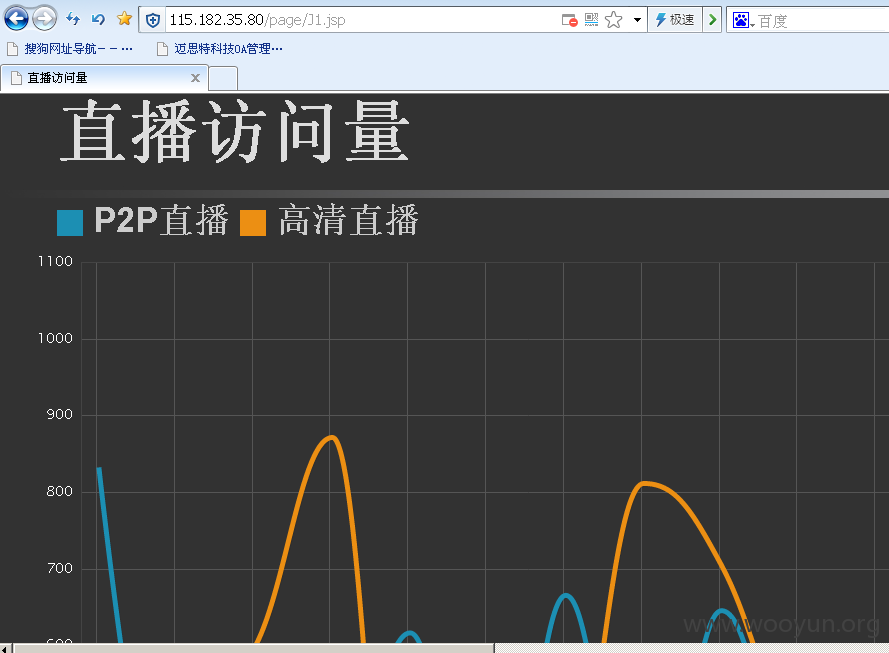 115.182.35.80/page/J1.jsp
极速
百度
搜狗网址导航－－…
迈思特科技OA管理…
直播访问量
直播访问量
P2P直播
高清直播
1100
1000
900
800
700
600
www.wooyun.org